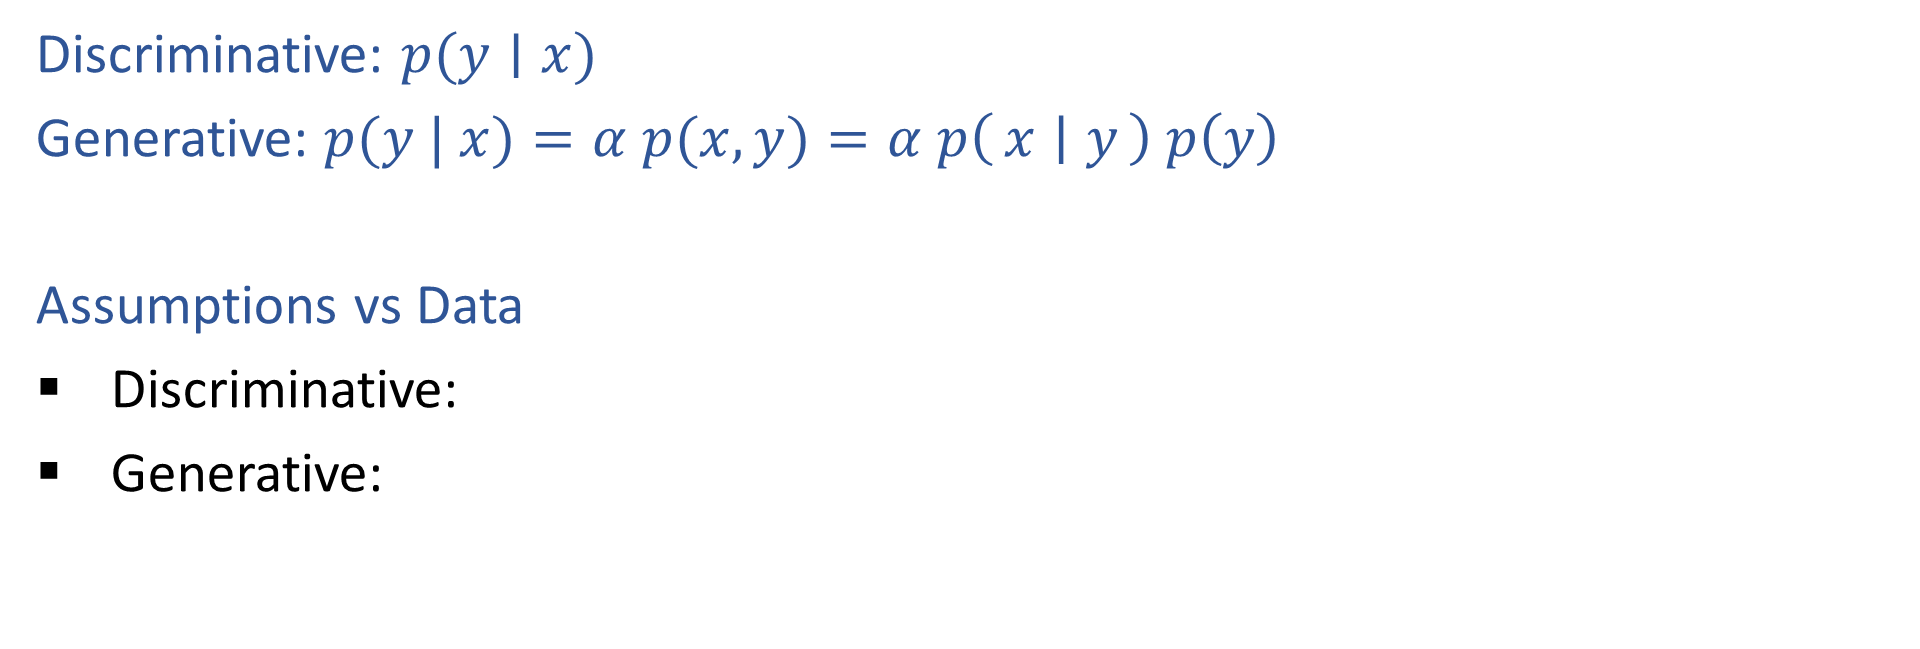 Discriminative: p(y | x)
Generative: p(y | x) = α p(x, y) = α p( x | y ) p(y)
Assumptions vs Data
▪ Discriminative:
▪ Generative: